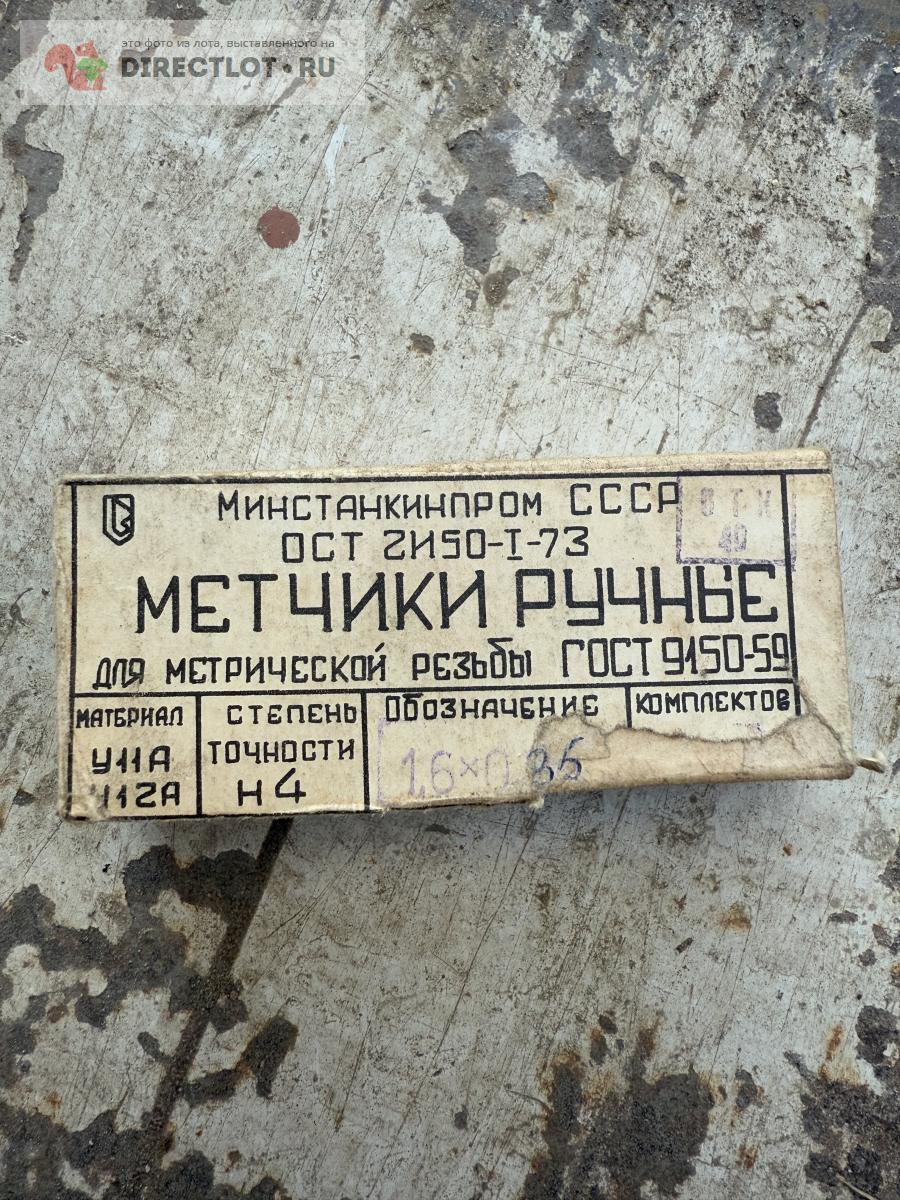 это фото из лота, выставленного на
DIRECTLOT.RU
МИНСТАНКИНПРОМ СССР
ОТК
40
ОСТ 2И50-I-73
МЕТЧИКИ РУЧНЫЕ
ДЛЯ МЕТРИЧЕСКОЙ РЕЗЬБЫ ГОСТ 9150-59
МАТЕРИАЛ
У11А
У12А
СТЕПЕНЬ
ТОЧНОСТИ
Н4
ОБОЗНАЧЕНИЕ
1,6×0,35
КОМПЛЕКТОВ